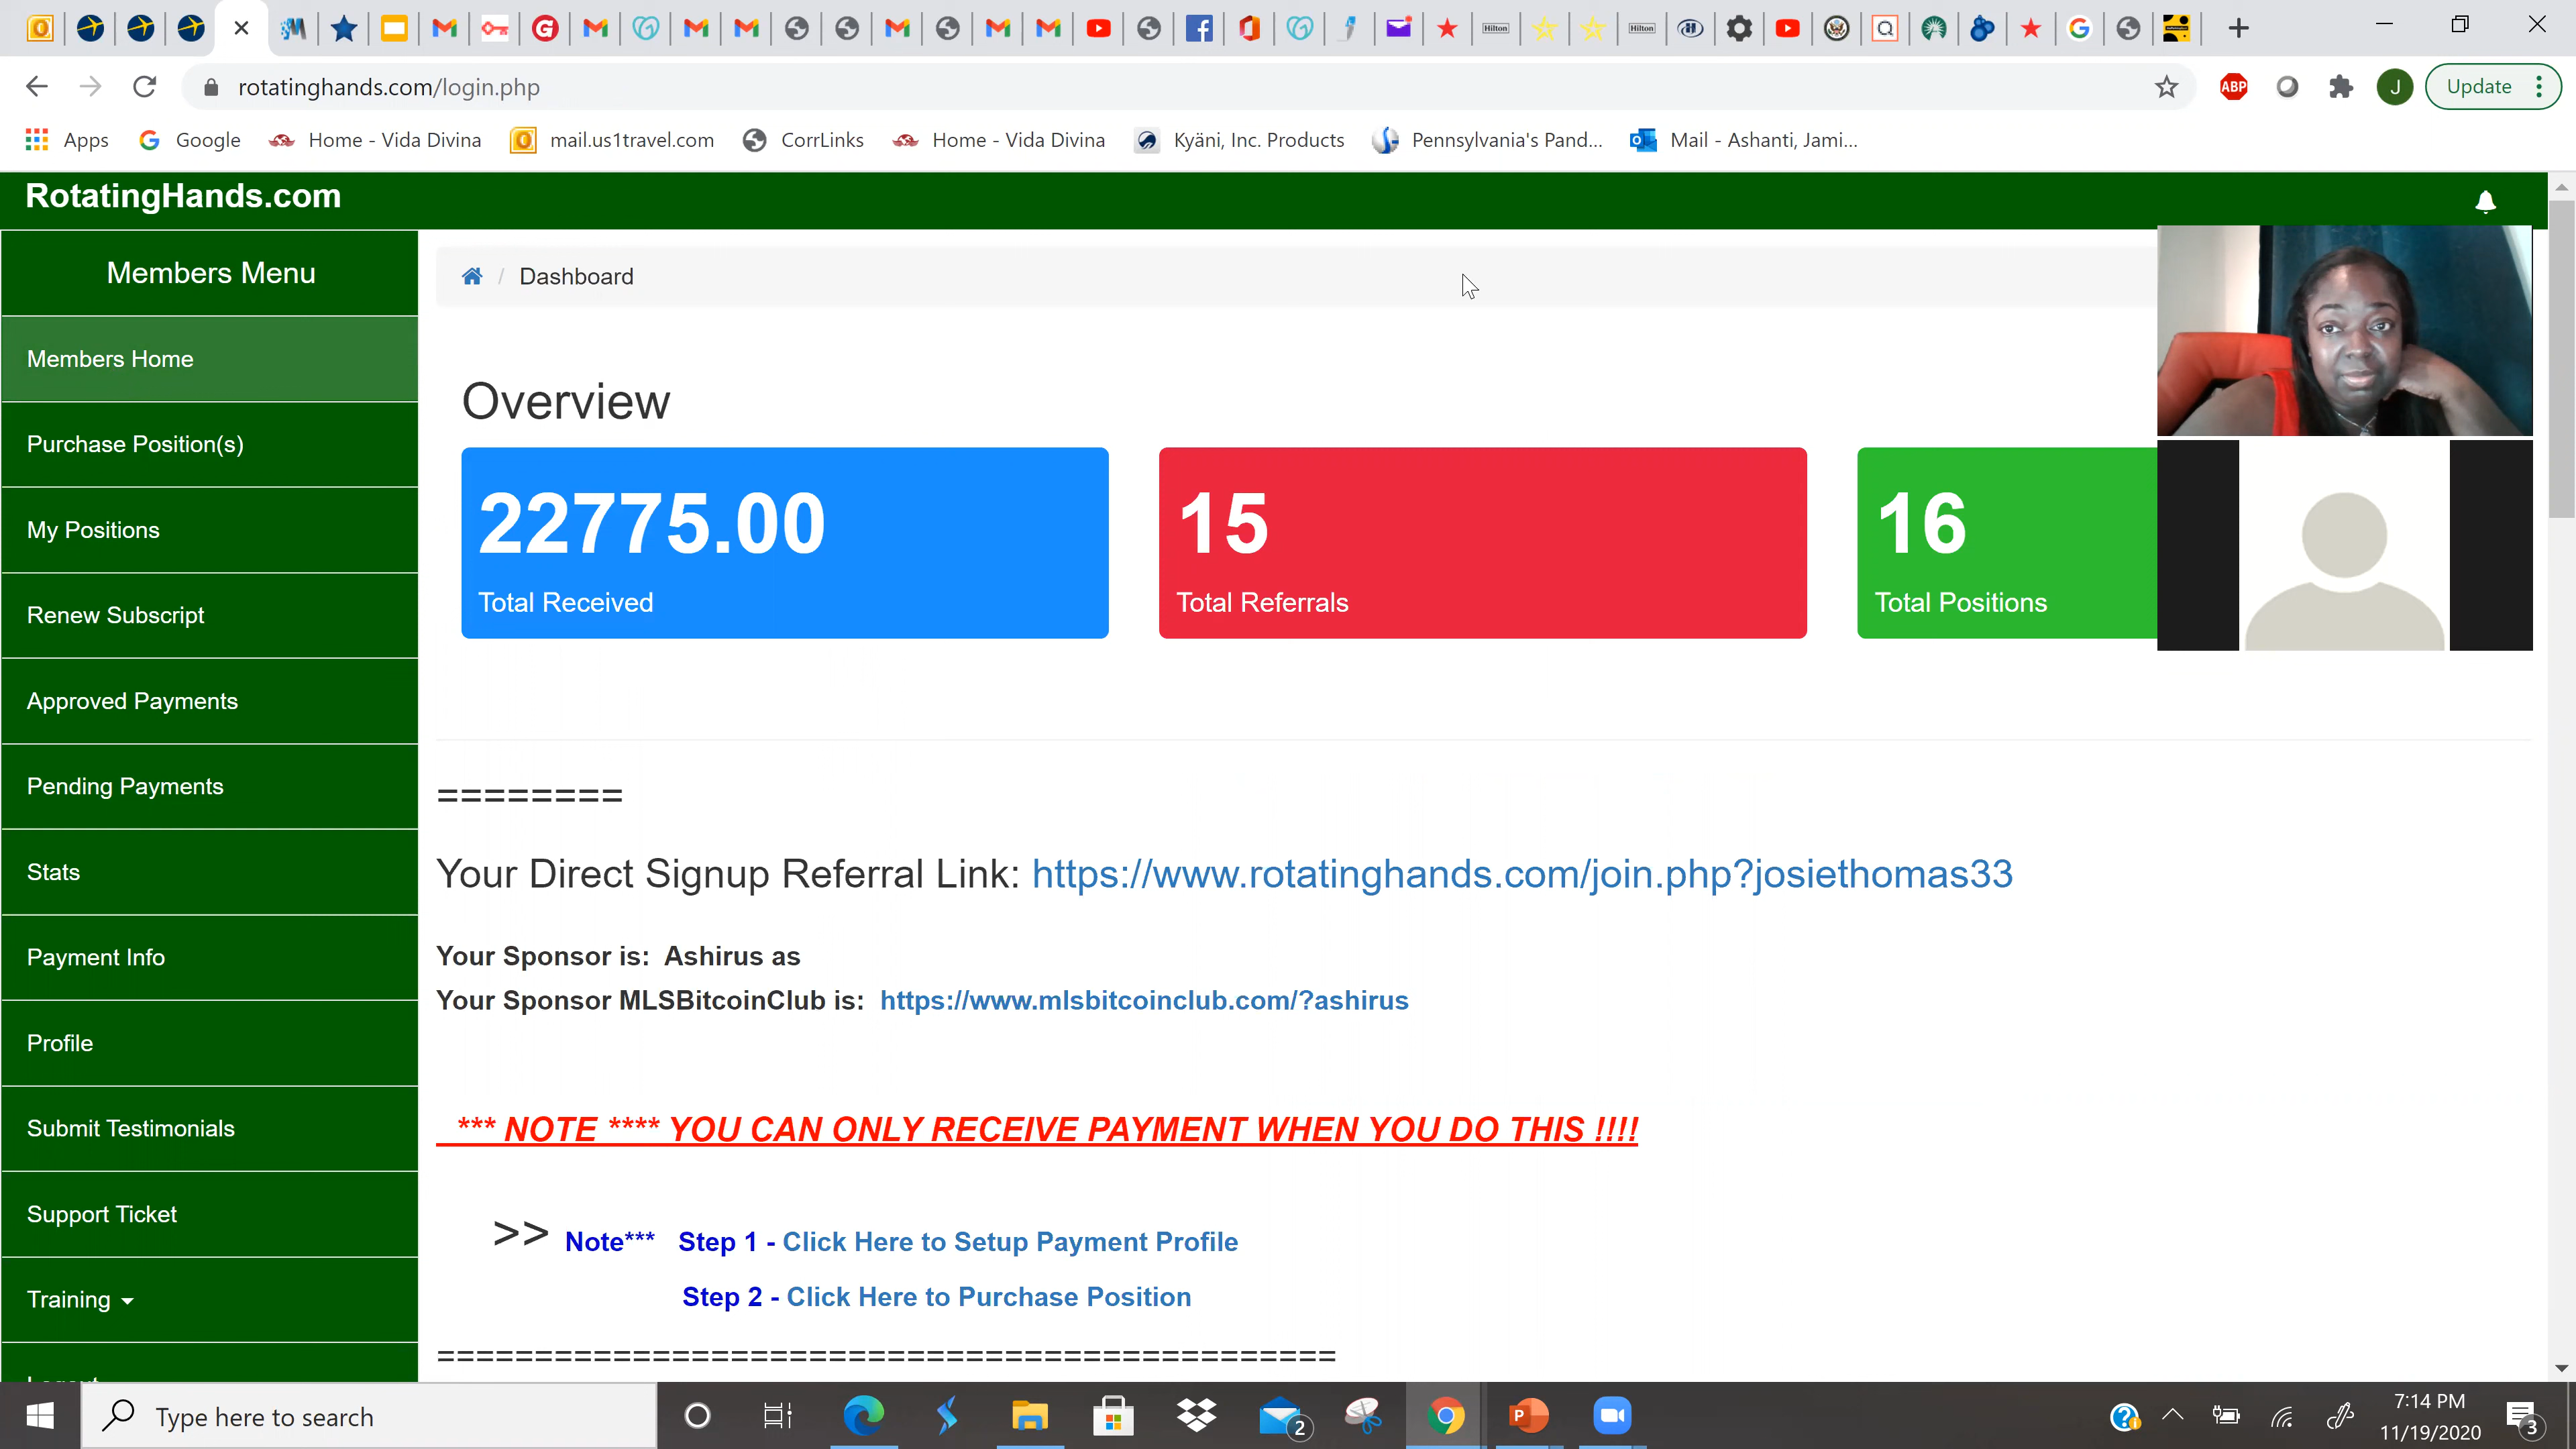 rotatinghands.com/login.php
Update
Apps Google Home - Vida Divina mail.us1travel.com CorrLinks Home - Vida Divina Kyäni, Inc. Products Pennsylvania's Pand... Mail - Ashanti, Jami...
RotatingHands.com
Members Menu
Members Home
Purchase Position(s)
My Positions
Renew Subscript
Approved Payments
Pending Payments
Stats
Payment Info
Profile
Submit Testimonials
Support Ticket
Training
Dashboard
Overview
22775.00
Total Received
15
Total Referrals
16
Total Positions
========
Your Direct Signup Referral Link: https://www.rotatinghands.com/join.php?josiethomas33
Your Sponsor is: Ashirus as
Your Sponsor MLSBitcoinClub is: https://www.mlsbitcoinclub.com/?ashirus
*** NOTE **** YOU CAN ONLY RECEIVE PAYMENT WHEN YOU DO THIS !!!!
>> Note*** Step 1 - Click Here to Setup Payment Profile
Step 2 - Click Here to Purchase Position
==============================================
Type here to search
2
7:14 PM
11/19/2020
3